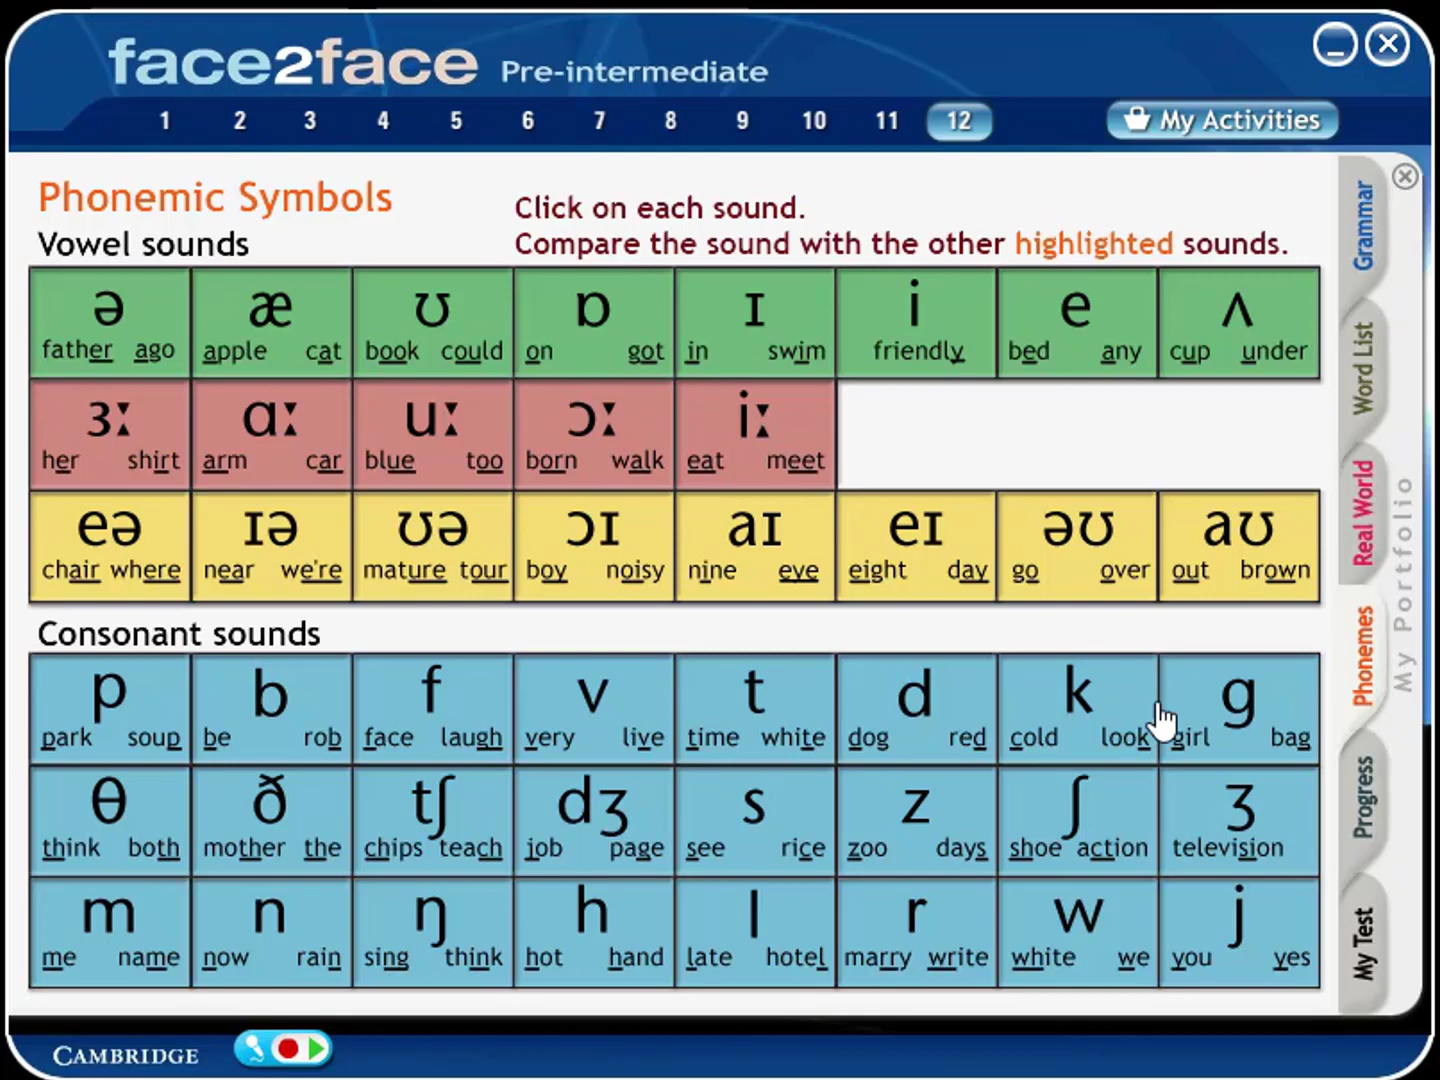 face2face Pre-intermediate
1 2 3 4 5 6 7 8 9 10 11 12 My Activities
Phonemic Symbols
Click on each sound.
Vowel sounds
Compare the sound with the other highlighted sounds.
ə æ ʊ ɒ ɪ i e ʌ
father ago apple cat book could on got in swim friendly bed any cup under
ɜː ɑː uː ɔː iː
her shirt arm car blue too born walk eat meet
eə ɪə ʊə ɔɪ aɪ eɪ əʊ aʊ
chair where near we're mature tour boy noisy nine eye eight day go over out brown
Consonant sounds
p b f v t d k g
park soup be rob face laugh very live time white dog red cold look girl bag
θ ð tʃ dʒ s z ʃ ʒ
think both mother the chips teach job page see rice zoo days shoe action television
m n ŋ h l r w j
me name now rain sing think hot hand late hotel marry write white we you yes
Grammar
Word List
Real World
Phonemes
Progress
My Test
My Portfolio
CAMBRIDGE